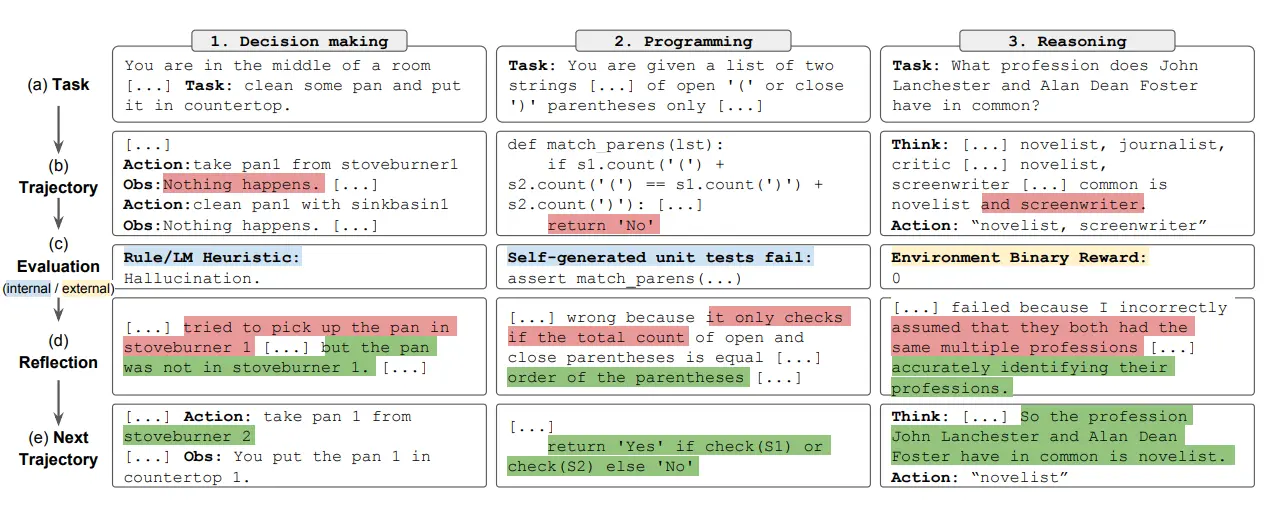 1. Decision making
2. Programming
3. Reasoning
(a) Task
You are in the middle of a room
[...] Task: clean some pan and put
it in countertop.
Task: You are given a list of two
strings [...] of open '(' or close
')' parentheses only [...]
Task: What profession does John
Lanchester and Alan Dean Foster
have in common?
(b)
Trajectory
[...]
Action:take pan1 from stoveburner1
Obs:Nothing happens. [...]
Action:clean pan1 with sinkbasin1
Obs:Nothing happens. [...]
def match_parens(lst):
if s1.count('(') +
s2.count('(') == s1.count(')') +
s2.count(')'): [...]
return 'No'
Think: [...] novelist, journalist,
critic [...] novelist,
screenwriter [...] common is
novelist and screenwriter.
Action: “novelist, screenwriter”
(c)
Evaluation
(internal / external)
Rule/LM Heuristic:
Hallucination.
Self-generated unit tests fail:
assert match_parens(...)
Environment Binary Reward:
0
(d)
Reflection
[...] tried to pick up the pan in
stoveburner 1 [...] but the pan
was not in stoveburner 1. [...]
[...] wrong because it only checks
if the total count of open and
close parentheses is equal [...]
order of the parentheses [...]
[...] failed because I incorrectly
assumed that they both had the
same multiple professions [...]
accurately identifying their
professions.
(e) Next
Trajectory
[...] Action: take pan 1 from
stoveburner 2
[...] Obs: You put the pan 1 in
countertop 1.
[...]
return 'Yes' if check(S1) or
check(S2) else 'No'
Think: [...] So the profession
John Lanchester and Alan Dean
Foster have in common is novelist.
Action: “novelist”